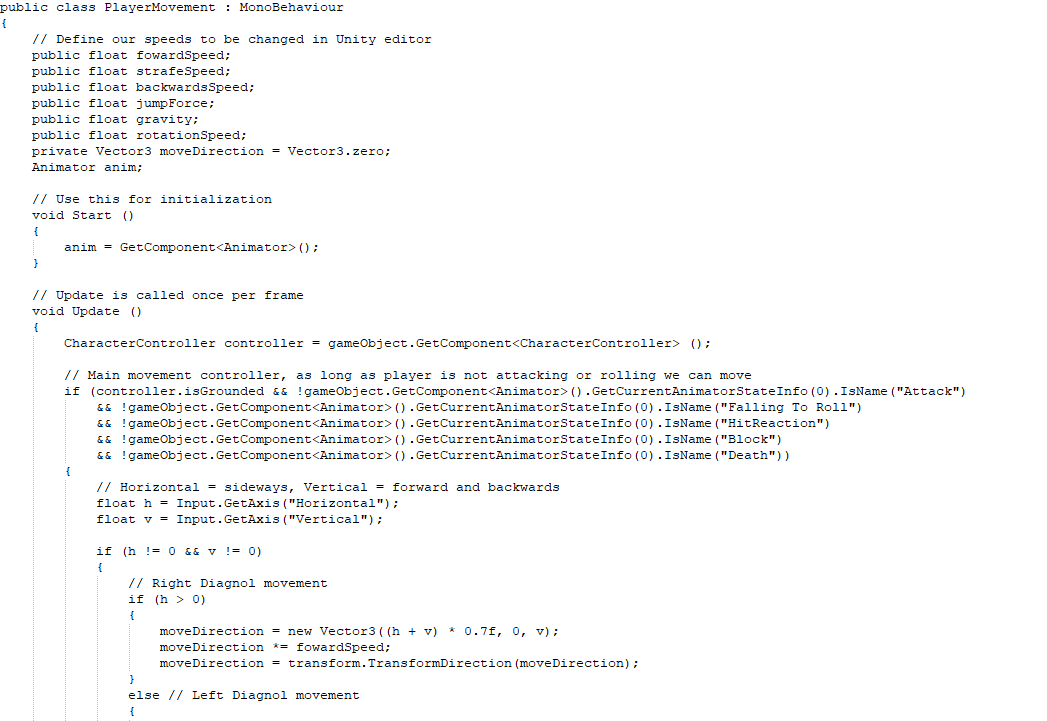 public class PlayerMovement : MonoBehaviour
{
    // Define our speeds to be changed in Unity editor
    public float fowardSpeed;
    public float strafeSpeed;
    public float backwardsSpeed;
    public float jumpForce;
    public float gravity;
    public float rotationSpeed;
    private Vector3 moveDirection = Vector3.zero;
    Animator anim;

    // Use this for initialization
    void Start ()
    {
        anim = GetComponent<Animator>();
    }

    // Update is called once per frame
    void Update ()
    {
        CharacterController controller = gameObject.GetComponent<CharacterController> ();

        // Main movement controller, as long as player is not attacking or rolling we can move
        if (controller.isGrounded && !gameObject.GetComponent<Animator>().GetCurrentAnimatorStateInfo(0).IsName("Attack")
            && !gameObject.GetComponent<Animator>().GetCurrentAnimatorStateInfo(0).IsName("Falling To Roll")
            && !gameObject.GetComponent<Animator>().GetCurrentAnimatorStateInfo(0).IsName("HitReaction")
            && !gameObject.GetComponent<Animator>().GetCurrentAnimatorStateInfo(0).IsName("Block")
            && !gameObject.GetComponent<Animator>().GetCurrentAnimatorStateInfo(0).IsName("Death"))
        {
            // Horizontal = sideways, Vertical = forward and backwards
            float h = Input.GetAxis("Horizontal");
            float v = Input.GetAxis("Vertical");

            if (h != 0 && v != 0)
            {
                // Right Diagnol movement
                if (h > 0)
                {
                    moveDirection = new Vector3((h + v) * 0.7f, 0, v);
                    moveDirection *= fowardSpeed;
                    moveDirection = transform.TransformDirection(moveDirection);
                }
                else // Left Diagnol movement
                {